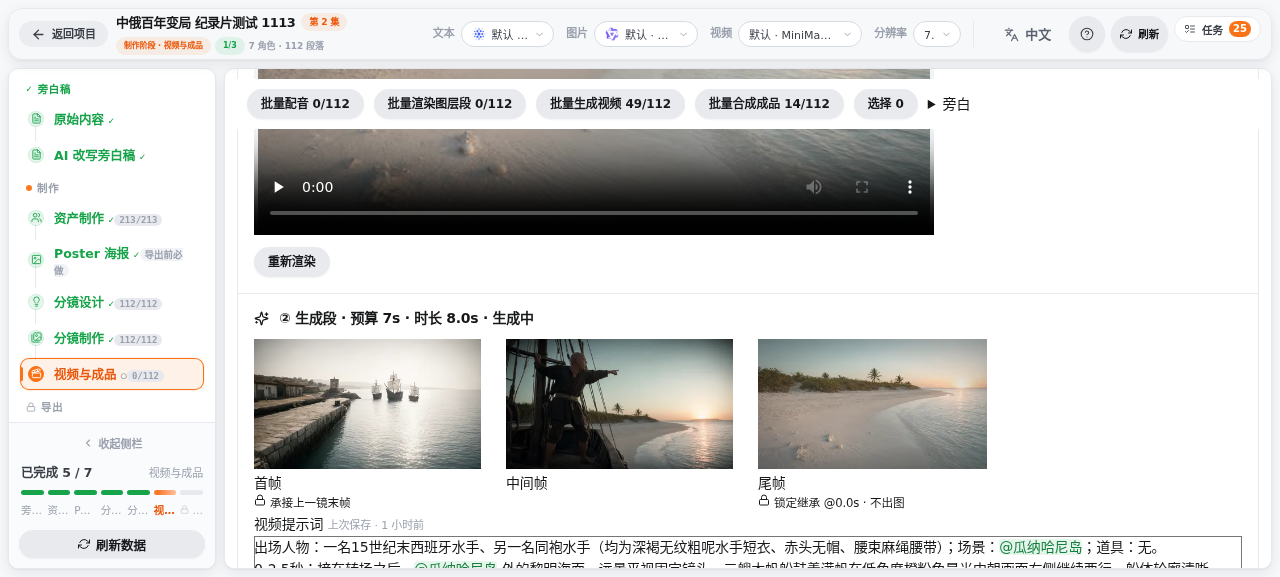 返回项目
中俄百年变局 纪录片测试 1113 第 2 集
制作阶段 · 视频与成品 1/3 7 角色 · 112 段落
文本 默认 ...
图片 默认 · ...
视频 默认 · MiniMa...
分辨率 7.
中文
刷新
任务 25
✓ 旁白稿
原始内容 ✓
AI 改写旁白稿 ✓
制作
资产制作 ✓ 213/213
Poster 海报 ✓ 导出前必做
分镜设计 ✓ 112/112
分镜制作 ✓ 112/112
视频与成品 ○ 0/112
导出
收起侧栏
已完成 5 / 7 视频与成品
旁... 资... P... 分... 分... 视... ...
刷新数据
批量配音 0/112
批量渲染图层段 0/112
批量生成视频 49/112
批量合成成品 14/112
选择 0
▶ 旁白
0:00
重新渲染
② 生成段 · 预算 7s · 时长 8.0s · 生成中
首帧
承接上一镜末帧
中间帧
尾帧
锁定继承 @0.0s · 不出图
视频提示词 上次保存 · 1 小时前
出场人物：一名15世纪末西班牙水手、另一名同袍水手（均为深褐无纹粗呢水手短衣、赤头无帽、腰束麻绳腰带）；场景：@瓜纳哈尼岛；道具：无。